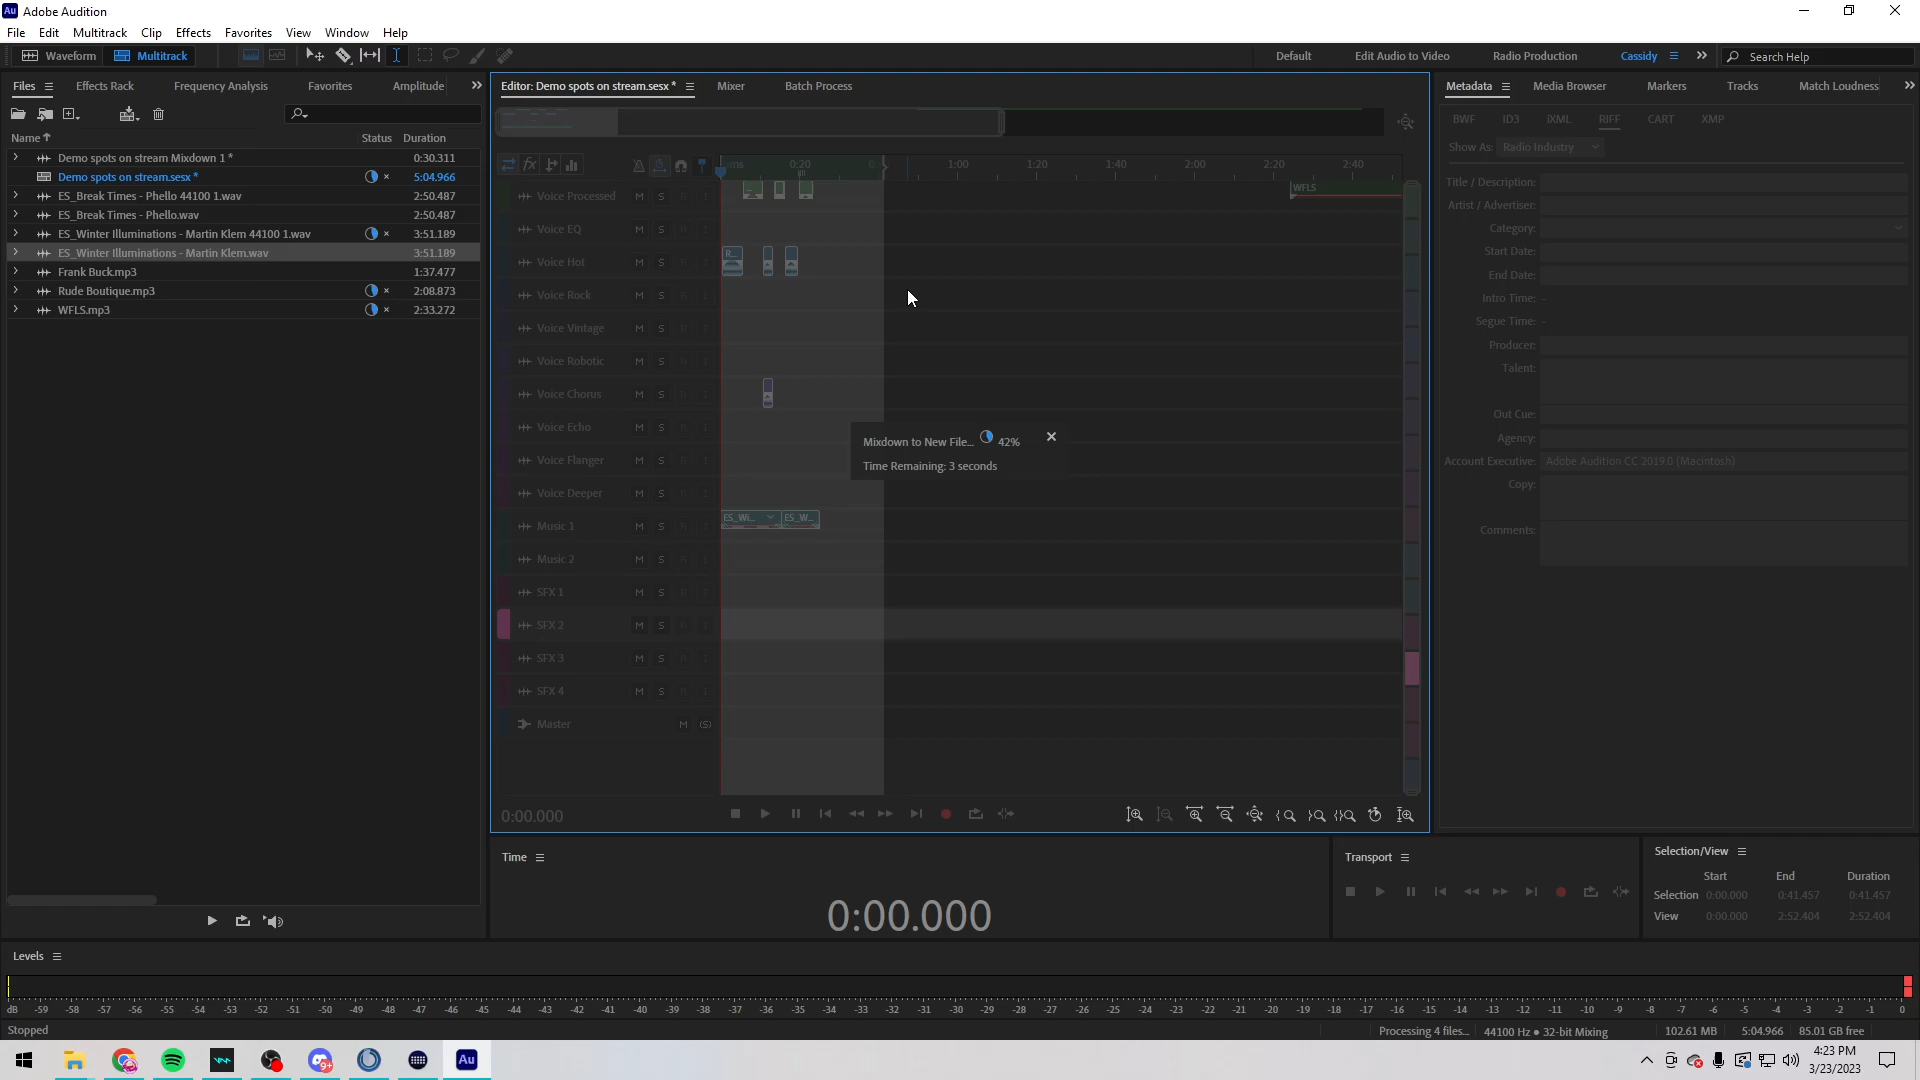 Au Adobe Audition
File Edit Multitrack Clip Effects Favorites View Window Help
Waveform Multitrack Default Edit Audio to Video Radio Production Cassidy Search Help
Files Effects Rack Frequency Analysis Favorites Amplitude
Name Status Duration
Demo spots on stream Mixdown 1 * 0:30.311
Demo spots on stream.sesx * 5:04.966
ES_Break Times - Phello 44100 1.wav 2:50.487
ES_Break Times - Phello.wav 2:50.487
ES_Winter Illuminations - Martin Klem 44100 1.wav 3:51.189
ES_Winter Illuminations - Martin Klem.wav 3:51.189
Frank Buck.mp3 1:37.477
Rude Boutique.mp3 2:08.873
WFLS.mp3 2:33.272
Editor: Demo spots on stream.sesx * Mixer Batch Process
hms 0:20 1:00 1:20 1:40 2:00 2:20 2:40
Voice Processed M S R I WFLS
Voice EQ M S R I
Voice Hot M S R I R...
Voice Rock M S R I
Voice Vintage M S R I
Voice Robotic M S R I
Voice Chorus M S R I
Voice Echo M S R I
Voice Flanger M S R I
Voice Deeper M S R I
Music 1 M S R I ES_Wi... ES_W...
Music 2 M S R I
SFX 1 M S R I
SFX 2 M S R I
SFX 3 M S R I
SFX 4 M S R I
Master M (S)
Mixdown to New File... 42%
Time Remaining: 3 seconds
0:00.000
Metadata Media Browser Markers Tracks Match Loudness
BWF ID3 iXML RIFF CART XMP
Show As: Radio Industry
Title / Description:
Artist / Advertiser:
Category:
Start Date:
End Date:
Intro Time: -
Segue Time: -
Producer:
Talent:
Out Cue:
Agency:
Account Executive: Adobe Audition CC 2019.0 (Macintosh)
Copy:
Comments:
Time
0:00.000
Transport
Selection/View
Start End Duration
Selection 0:00.000 0:41.457 0:41.457
View 0:00.000 2:52.404 2:52.404
Levels
dB -59 -58 -57 -56 -55 -54 -53 -52 -51 -50 -49 -48 -47 -46 -45 -44 -43 -42 -41 -40 -39 -38 -37 -36 -35 -34 -33 -32 -31 -30 -29 -28 -27 -26 -25 -24 -23 -22 -21 -20 -19 -18 -17 -16 -15 -14 -13 -12 -11 -10 -9 -8 -7 -6 -5 -4 -3 -2 -1 0
Stopped Processing 4 files... 44100 Hz ● 32-bit Mixing 102.61 MB 5:04.966 85.01 GB free
9+ Au 4:23 PM
3/23/2023